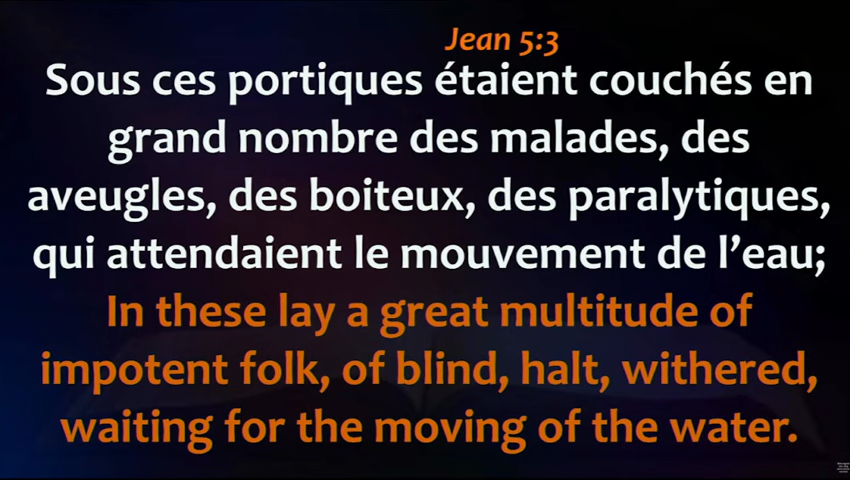 Jean 5:3
Sous ces portiques étaient couchés en
grand nombre des malades, des
aveugles, des boiteux, des paralytiques,
qui attendaient le mouvement de l’eau;
In these lay a great multitude of
impotent folk, of blind, halt, withered,
waiting for the moving of the water.